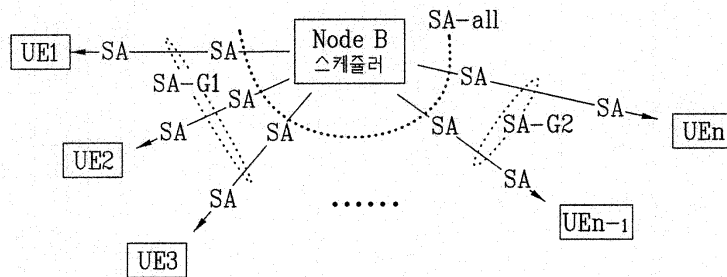 SA-all
Node B
스케쥴러
UE1
SA
SA
SA-G1
SA
SA
SA
SA
SA
SA
SA
SA
SA-G2
UEn
UE2
UE3
SA
......
UEn-1